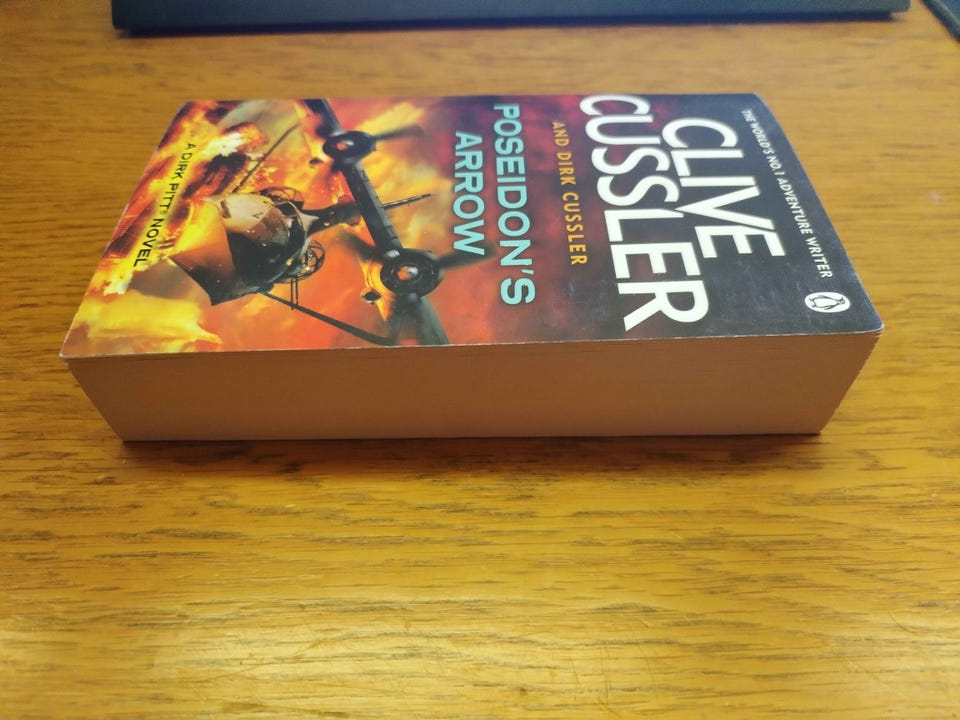 THE WORLD'S NO.1 ADVENTURE WRITER
CLIVE
CUSSLER
AND DIRK CUSSLER
POSEIDON'S
ARROW
A DIRK PITT® NOVEL